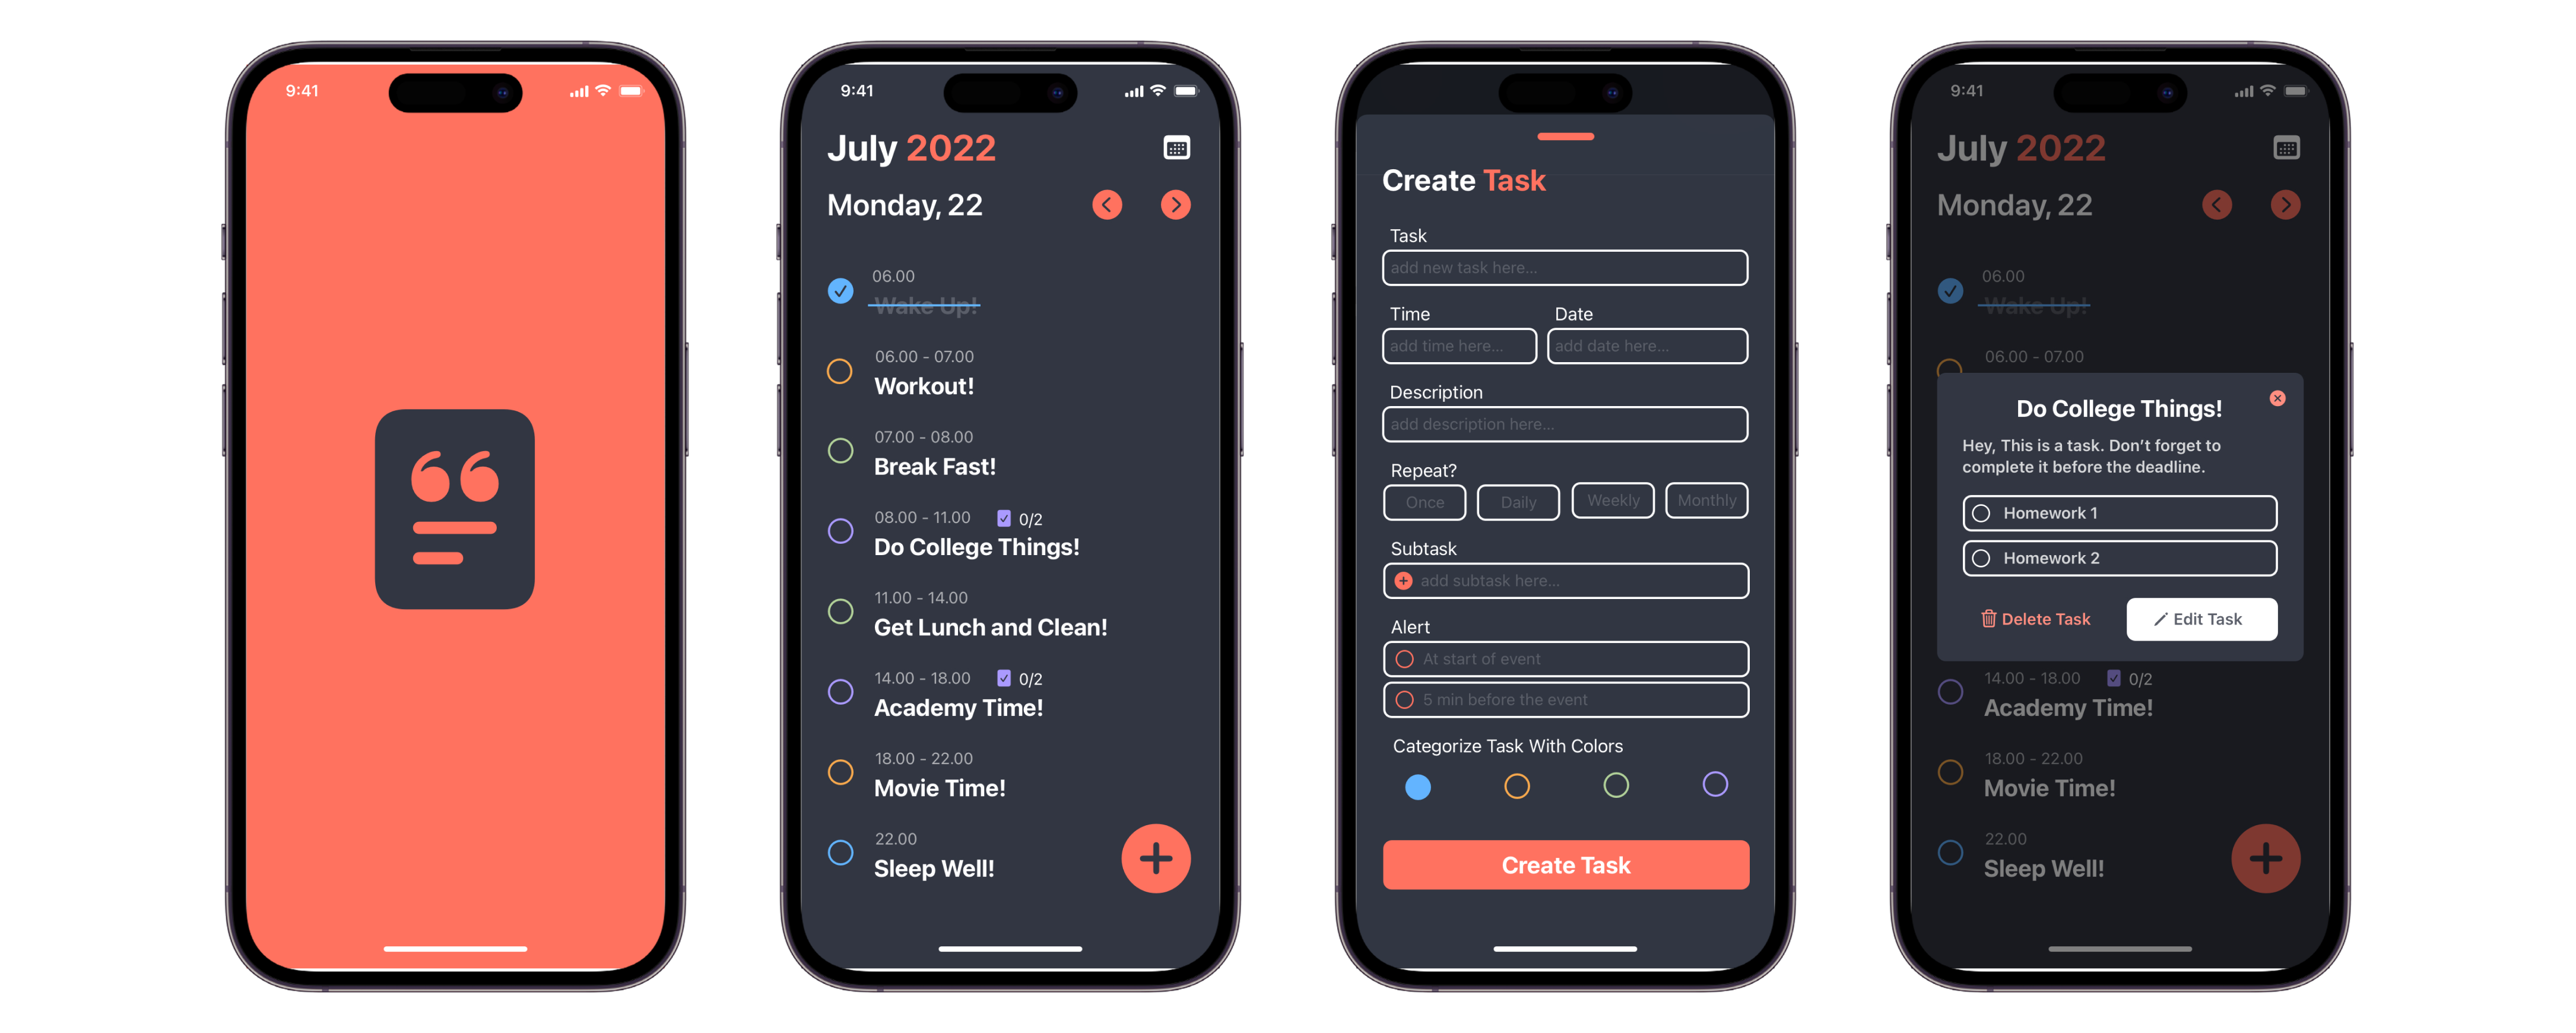 9:41
9:41
July 2022
Monday, 22
06.00
Wake Up!
06.00 - 07.00
Workout!
07.00 - 08.00
Break Fast!
08.00 - 11.00 0/2
Do College Things!
11.00 - 14.00
Get Lunch and Clean!
14.00 - 18.00 0/2
Academy Time!
18.00 - 22.00
Movie Time!
22.00
Sleep Well!
Create Task
Task
add new task here...
Time Date
add time here... add date here...
Description
add description here...
Repeat?
Once Daily Weekly Monthly
Subtask
add subtask here...
Alert
At start of event
5 min before the event
Categorize Task With Colors
Create Task
9:41
July 2022
Monday, 22
06.00
Wake Up!
06.00 - 07.00
Do College Things!
Hey, This is a task. Don't forget to
complete it before the deadline.
Homework 1
Homework 2
Delete Task Edit Task
14.00 - 18.00 0/2
Academy Time!
18.00 - 22.00
Movie Time!
22.00
Sleep Well!